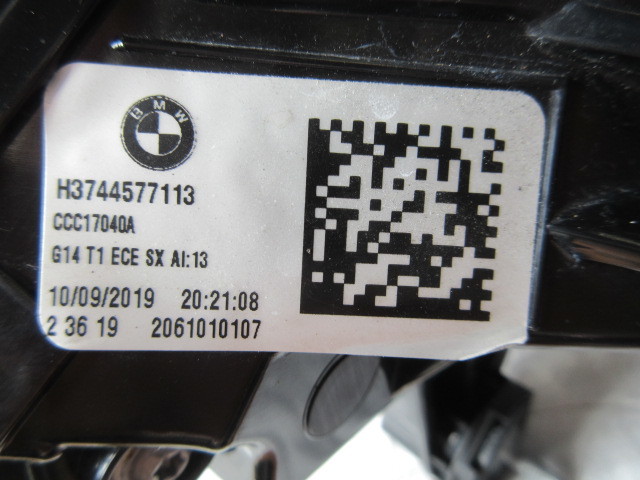 BMW
H3744577113
CCC17040A
G14 T1 ECE SX AI:13
10/09/2019 20:21:08
2 36 19 2061010107